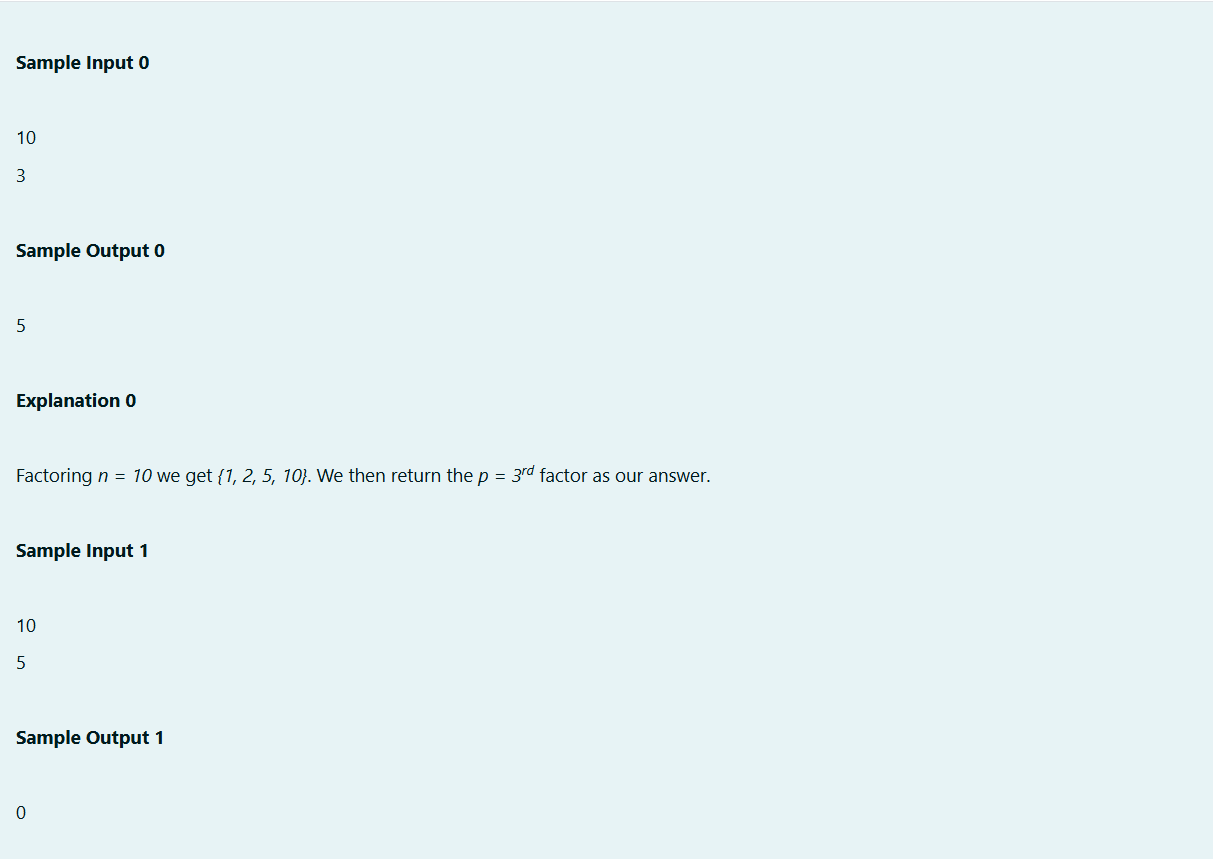 Sample Input 0
10
3
Sample Output 0
5
Explanation 0
Factoring n = 10 we get {1, 2, 5, 10}. We then return the p = 3rd factor as our answer.
Sample Input 1
10
5
Sample Output 1
0